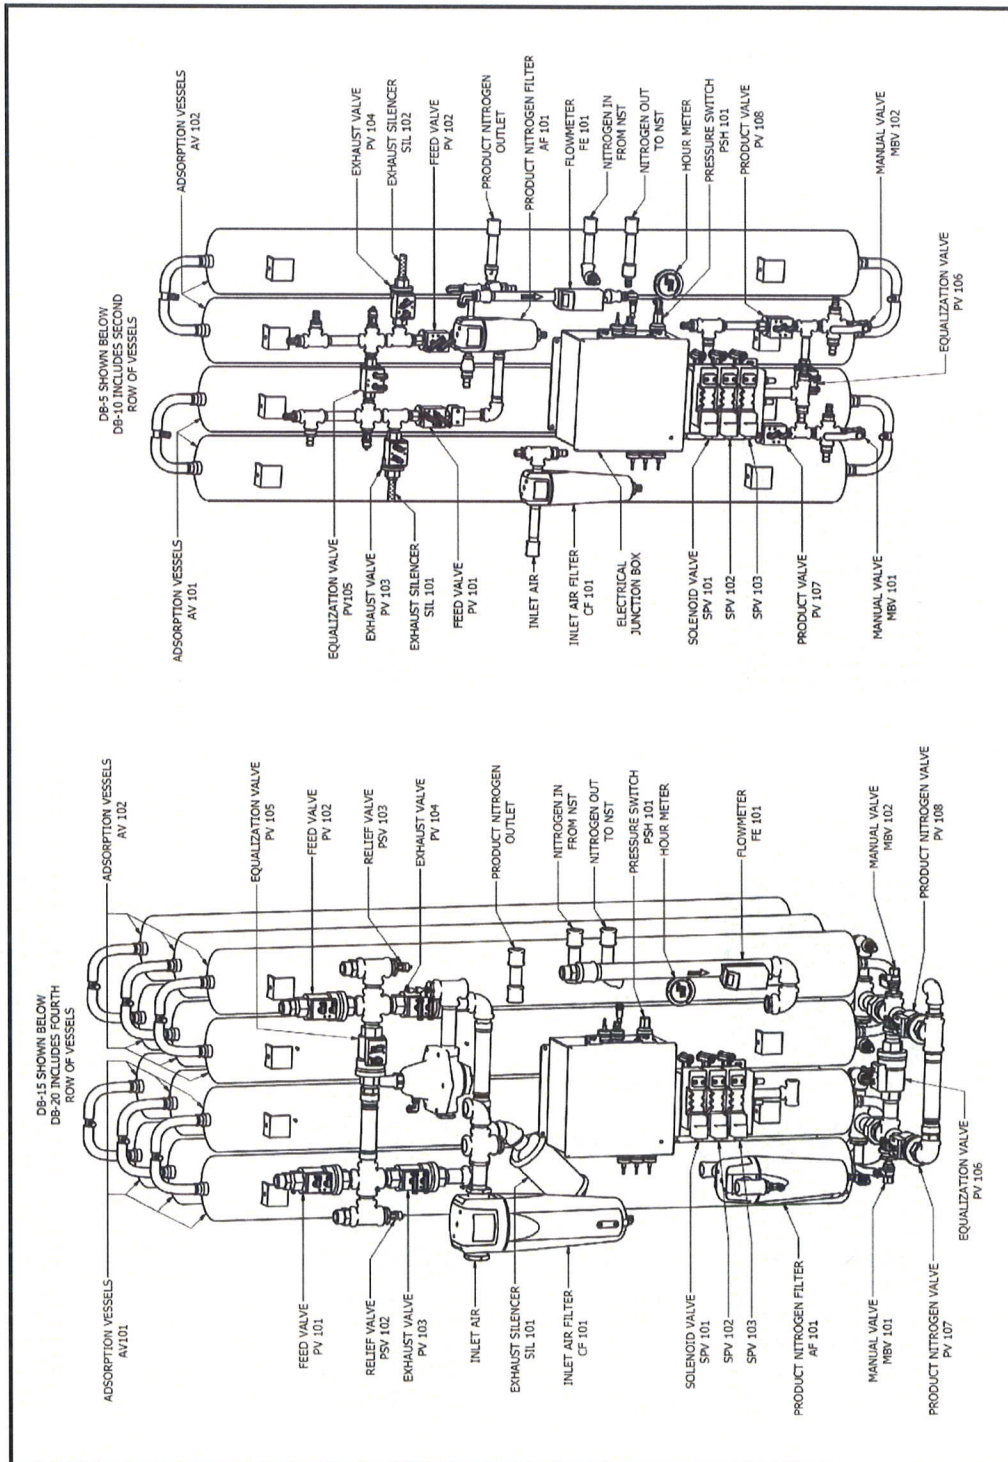 DB-15 SHOWN BELOW
DB-20 INCLUDES FOURTH
ROW OF VESSELS
ADSORPTION VESSELS
AV101
ADSORPTION VESSELS
AV 102
EQUALIZATION VALVE
PV 105
FEED VALVE
PV 102
RELIEF VALVE
PSV 103
EXHAUST VALVE
PV 104
PRODUCT NITROGEN
OUTLET
NITROGEN IN
FROM NST
NITROGEN OUT
TO NST
PRESSURE SWITCH
PSH 101
HOUR METER
FLOWMETER
FE 101
MANUAL VALVE
MBV 102
PRODUCT NITROGEN VALVE
PV 108
FEED VALVE
PV 101
RELIEF VALVE
PSV 102
EXHAUST VALVE
PV 103
INLET AIR
EXHAUST SILENCER
SIL 101
INLET AIR FILTER
CF 101
SOLENOID VALVE
SPV 101
SPV 102
SPV 103
PRODUCT NITROGEN FILTER
AF 101
MANUAL VALVE
MBV 101
PRODUCT NITROGEN VALVE
PV 107
EQUALIZATION VALVE
PV 106
DB-5 SHOWN BELOW
DB-10 INCLUDES SECOND
ROW OF VESSELS
ADSORPTION VESSELS
AV 101
ADSORPTION VESSELS
AV 102
EQUALIZATION VALVE
PV105
EXHAUST VALVE
PV 103
EXHAUST SILENCER
SIL 101
FEED VALVE
PV 101
INLET AIR
INLET AIR FILTER
CF 101
ELECTRICAL
JUNCTION BOX
SOLENOID VALVE
SPV 101
SPV 102
SPV 103
PRODUCT VALVE
PV 107
MANUAL VALVE
MBV 101
EXHAUST VALVE
PV 104
EXHAUST SILENCER
SIL 102
FEED VALVE
PV 102
PRODUCT NITROGEN
OUTLET
PRODUCT NITROGEN FILTER
AF 101
FLOWMETER
FE 101
NITROGEN IN
FROM NST
NITROGEN OUT
TO NST
HOUR METER
PRESSURE SWITCH
PSH 101
PRODUCT VALVE
PV 108
MANUAL VALVE
MBV 102
EQUALIZATION VALVE
PV 106